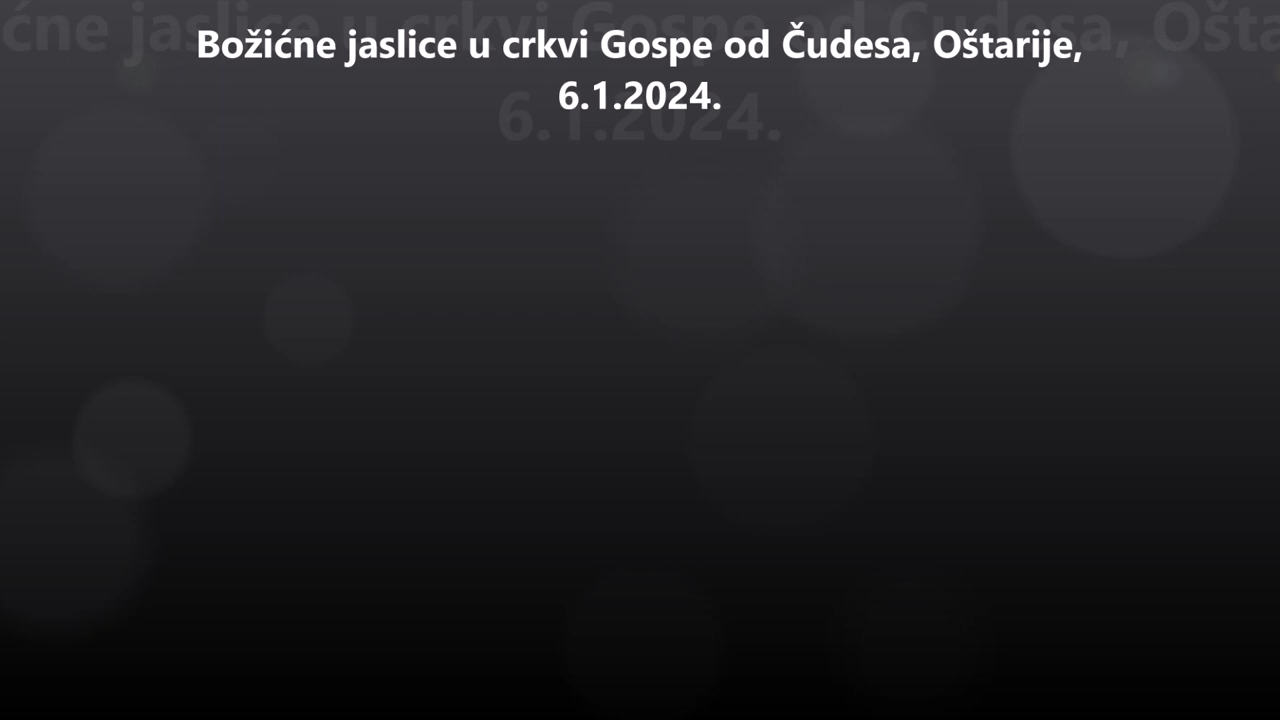 Božićne jaslice u crkvi Gospe od Čudesa, Oštarije,
6.1.2024.